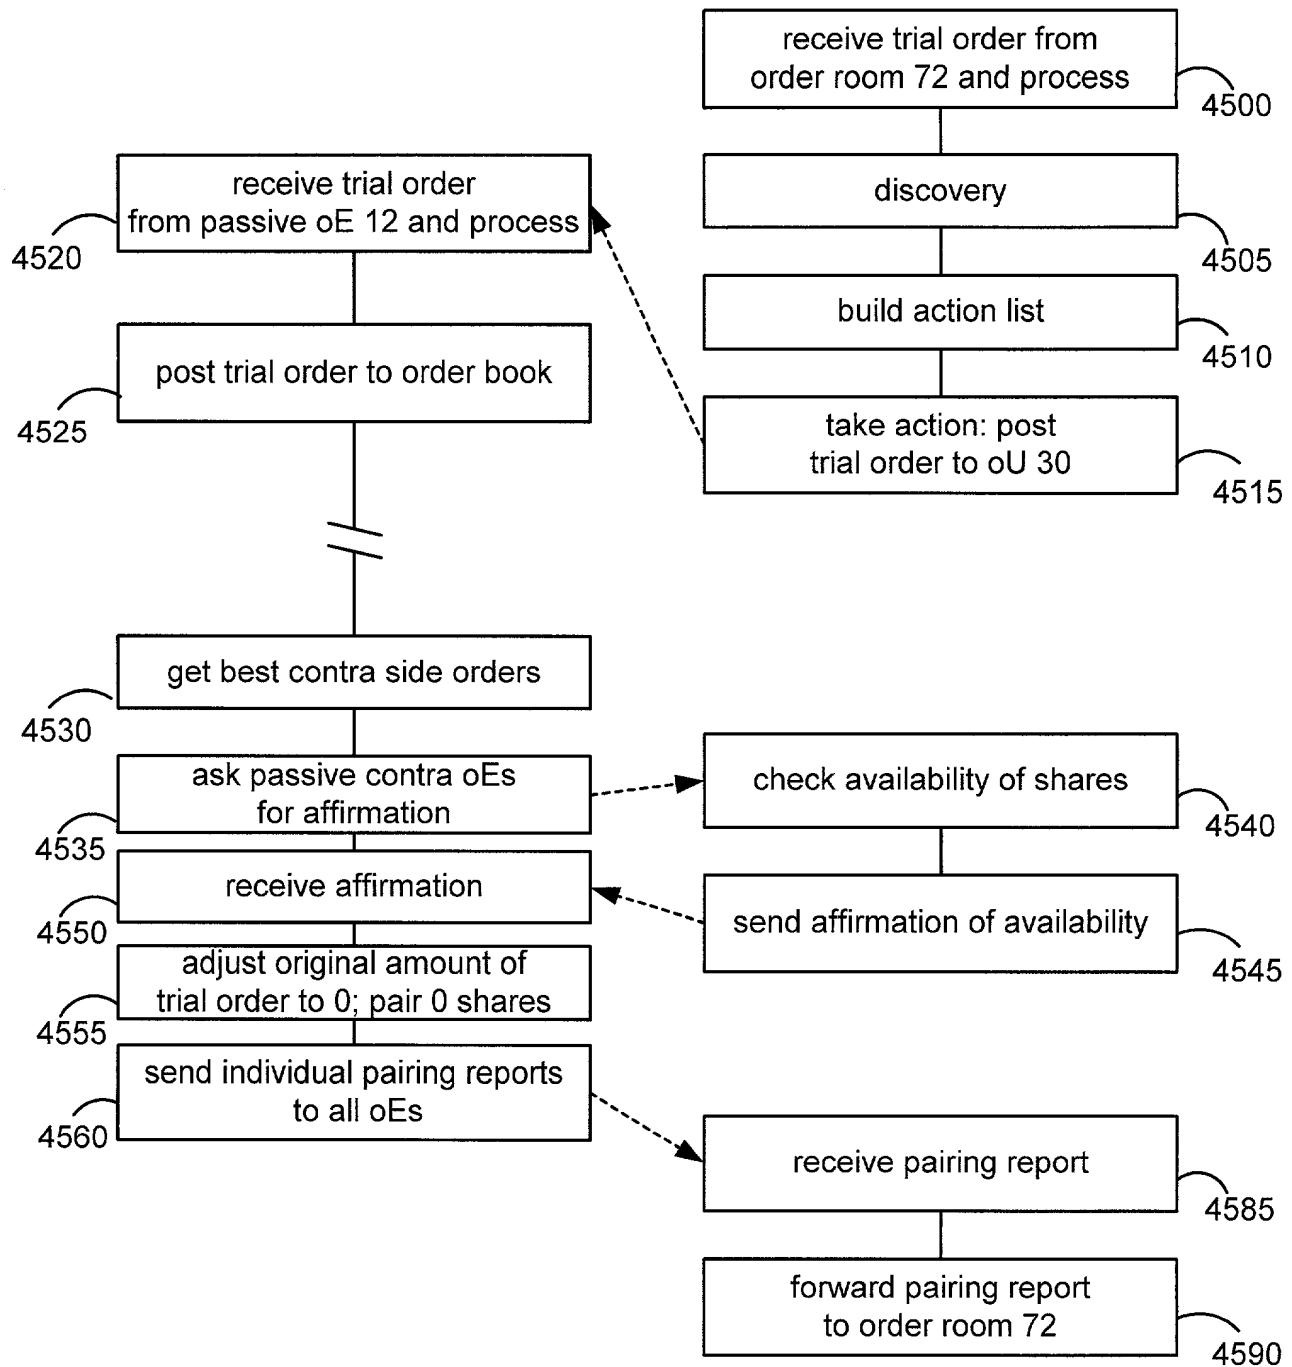 receive trial order from
order room 72 and process
4500
discovery
4505
build action list
4510
take action: post
trial order to oU 30
4515
receive trial order
from passive oE 12 and process
4520
post trial order to order book
4525
get best contra side orders
4530
ask passive contra oEs
for affirmation
4535
check availability of shares
4540
send affirmation of availability
4545
receive affirmation
4550
adjust original amount of
trial order to 0; pair 0 shares
4555
send individual pairing reports
to all oEs
4560
receive pairing report
4585
forward pairing report
to order room 72
4590